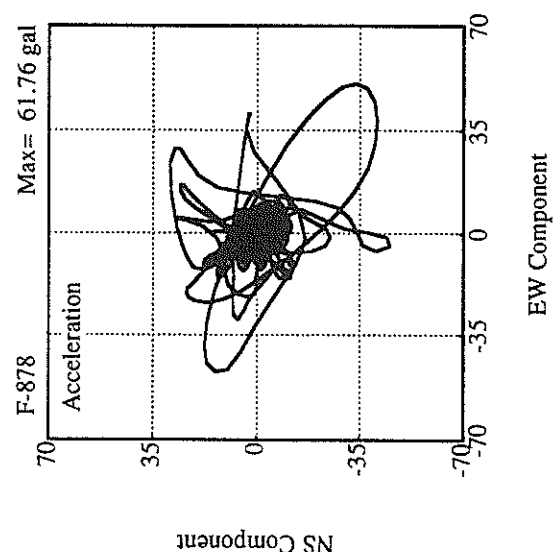 F-878 Max= 61.76 gal
Acceleration
70
35
0
-35
-70
NS Component
-70 -35 0 35 70
EW Component